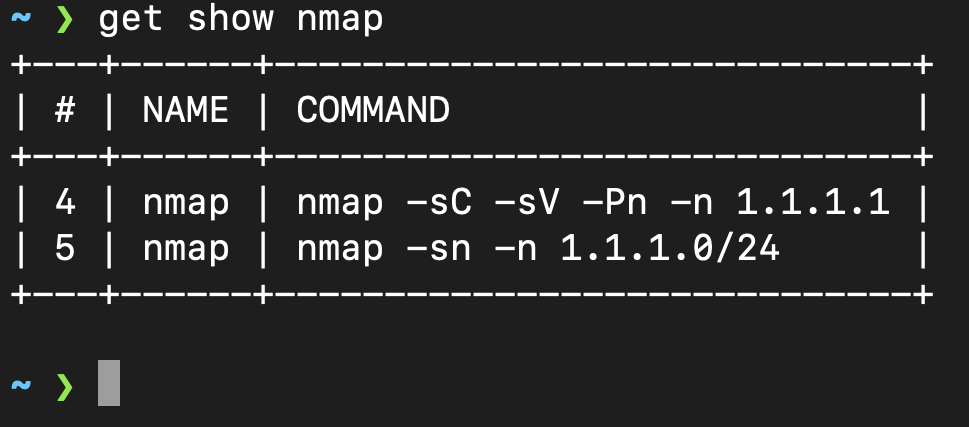 ~ ❯ get show nmap
+---+------+-----------------------------+
| # | NAME | COMMAND                     |
+---+------+-----------------------------+
| 4 | nmap | nmap -sC -sV -Pn -n 1.1.1.1 |
| 5 | nmap | nmap -sn -n 1.1.1.0/24      |
+---+------+-----------------------------+
~ ❯